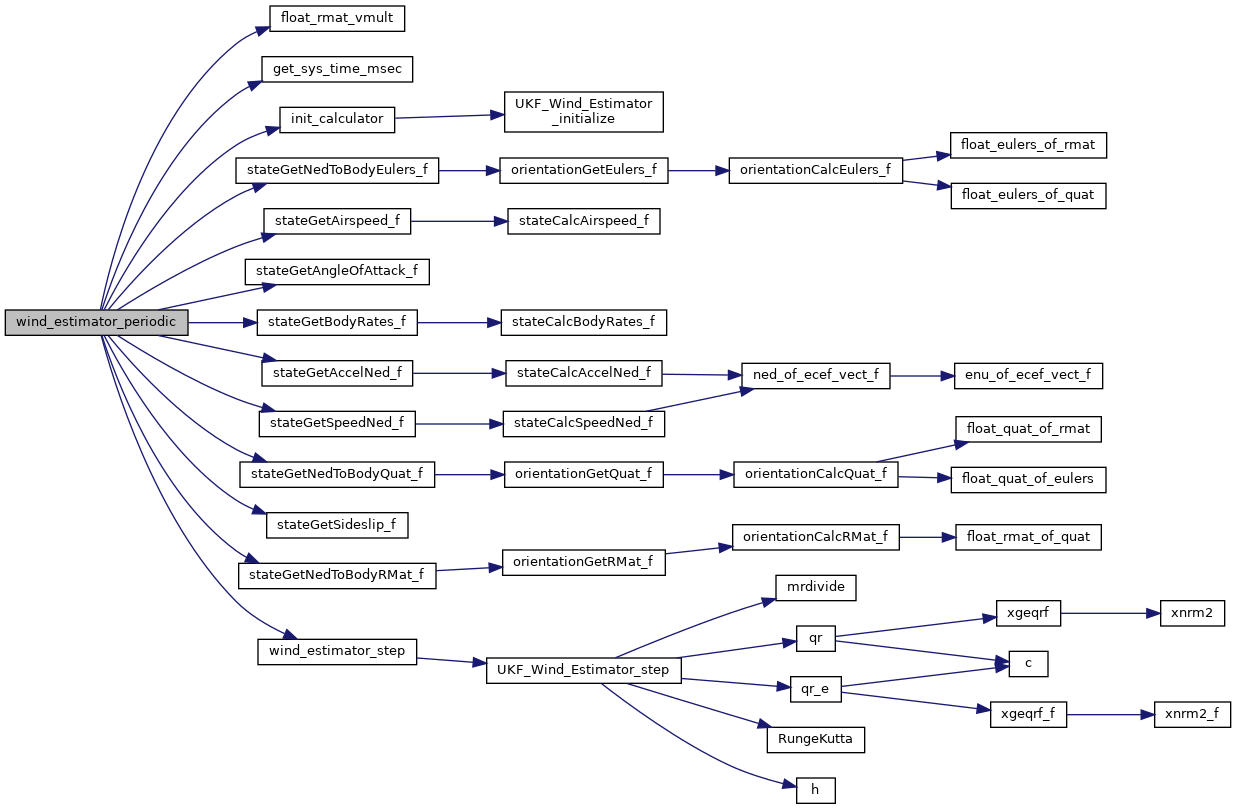 wind_estimator_periodic
float_rmat_vmult
get_sys_time_msec
init_calculator
UKF_Wind_Estimator
_initialize
stateGetNedToBodyEulers_f
orientationGetEulers_f
orientationCalcEulers_f
float_eulers_of_rmat
float_eulers_of_quat
stateGetAirspeed_f
stateCalcAirspeed_f
stateGetAngleOfAttack_f
stateGetBodyRates_f
stateCalcBodyRates_f
stateGetAccelNed_f
stateCalcAccelNed_f
ned_of_ecef_vect_f
enu_of_ecef_vect_f
stateGetSpeedNed_f
stateCalcSpeedNed_f
stateGetNedToBodyQuat_f
orientationGetQuat_f
orientationCalcQuat_f
float_quat_of_rmat
float_quat_of_eulers
stateGetSideslip_f
stateGetNedToBodyRMat_f
orientationGetRMat_f
orientationCalcRMat_f
float_rmat_of_quat
wind_estimator_step
UKF_Wind_Estimator_step
mrdivide
qr
xgeqrf
xnrm2
c
qr_e
xgeqrf_f
xnrm2_f
RungeKutta
h